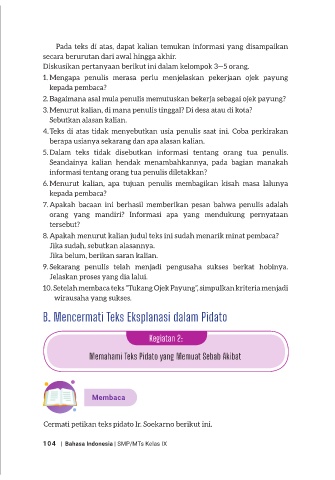 Pada teks di atas, dapat kalian temukan informasi yang disampaikan
secara berurutan dari awal hingga akhir.
Diskusikan pertanyaan berikut ini dalam kelompok 3—5 orang.
1. Mengapa penulis merasa perlu menjelaskan pekerjaan ojek payung
kepada pembaca?
2. Bagaimana asal mula penulis memutuskan bekerja sebagai ojek payung?
3. Menurut kalian, di mana penulis tinggal? Di desa atau di kota?
Sebutkan alasan kalian.
4. Teks di atas tidak menyebutkan usia penulis saat ini. Coba perkirakan
berapa usianya sekarang dan apa alasan kalian.
5. Dalam teks tidak disebutkan informasi tentang orang tua penulis.
Seandainya kalian hendak menambahkannya, pada bagian manakah
informasi tentang orang tua penulis diletakkan?
6. Menurut kalian, apa tujuan penulis membagikan kisah masa lalunya
kepada pembaca?
7. Apakah bacaan ini berhasil memberikan pesan bahwa penulis adalah
orang yang mandiri? Informasi apa yang mendukung pernyataan
tersebut?
8. Apakah menurut kalian judul teks ini sudah menarik minat pembaca?
Jika sudah, sebutkan alasannya.
Jika belum, berikan saran kalian.
9. Sekarang penulis telah menjadi pengusaha sukses berkat hobinya.
Jelaskan proses yang dia lalui.
10. Setelah membaca teks “Tukang Ojek Payung”, simpulkan kriteria menjadi
wirausaha yang sukses.
B. Mencermati Teks Eksplanasi dalam Pidato
Kegiatan 2:
Memahami Teks Pidato yang Memuat Sebab Akibat
Membaca
Cermati petikan teks pidato Ir. Soekarno berikut ini.
104 | Bahasa Indonesia | SMP/MTs Kelas IX